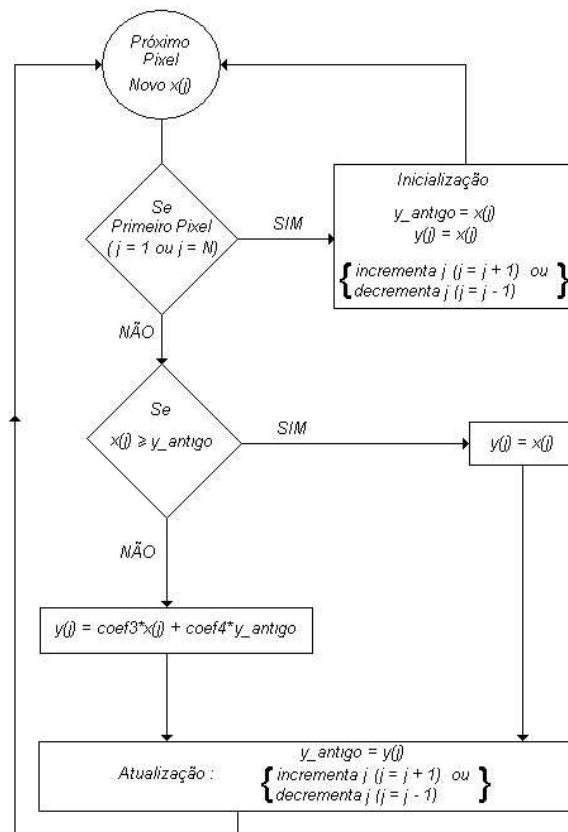 Próximo
Pixel
Novo x(j)
Se
Primeiro Pixel
( j = 1 ou j = N)
SIM
Inicialização
y_antigo = x(j)
y(j) = x(j)
{ incrementa j (j = j + 1) ou
decrementa j (j = j - 1) }
NÃO
Se
x(j) ≥ y_antigo
SIM
y(j) = x(j)
NÃO
y(j) = coef3*x(j) + coef4*y_antigo
y_antigo = y(j)
Atualização : { incrementa j (j = j + 1) ou
decrementa j (j = j - 1) }